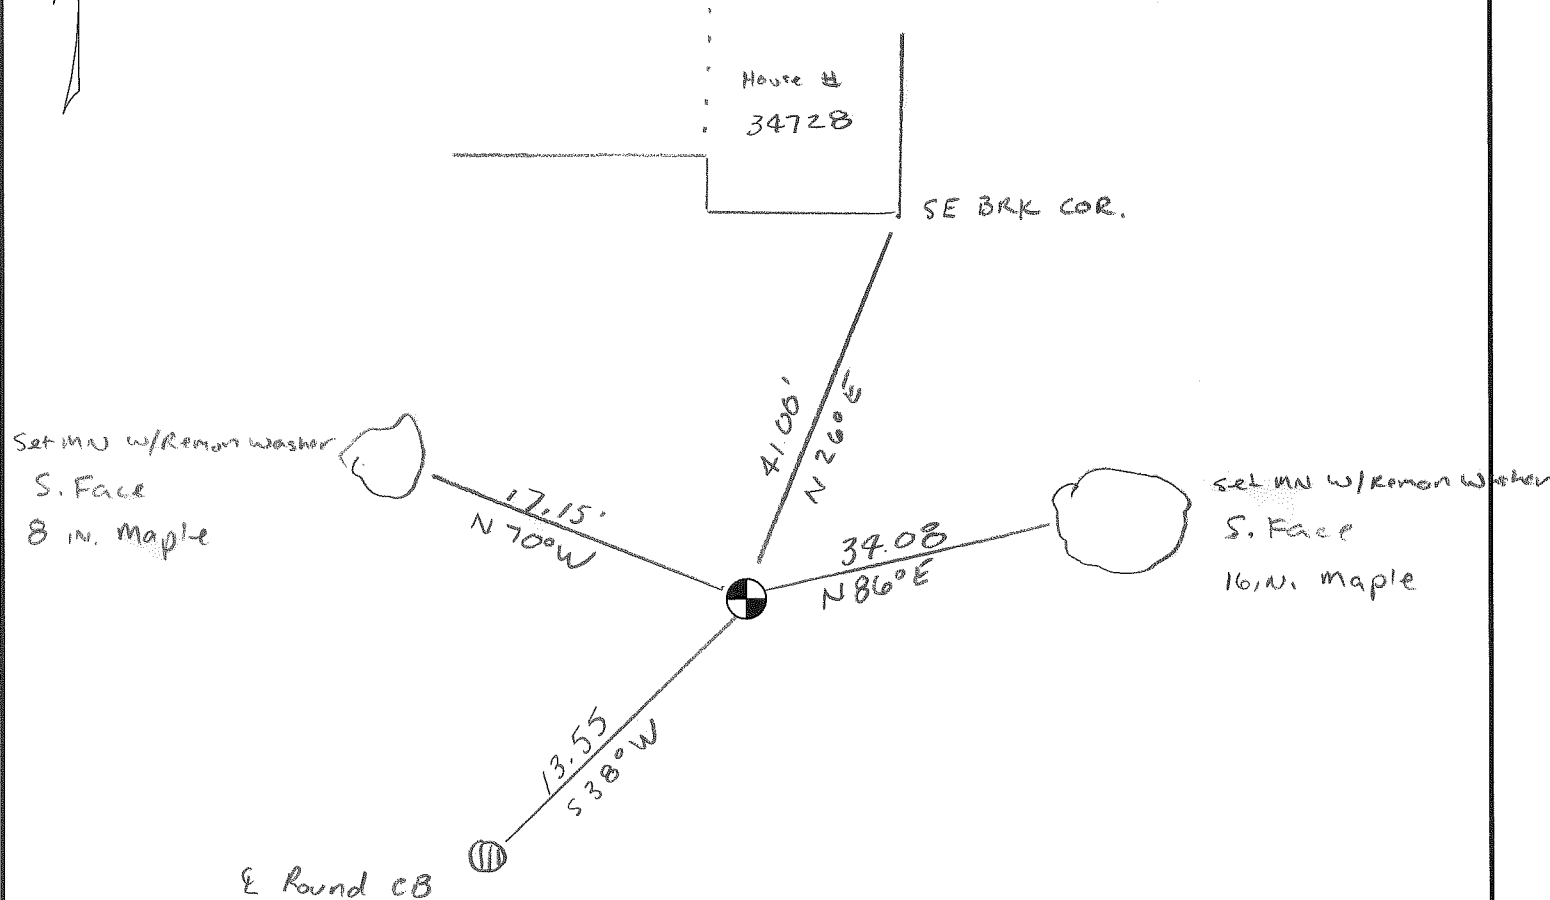 House #
34728
SE BRK COR.
41.00'
N 26° E
Set MN W/Remon Washer
S. Face
8 IN. Maple
17.15'
N 70° W
34.08
N 86° E
Set MN W/Remon Washer
S. Face
16 IN. Maple
13.55
S 38° W
℄ Round CB